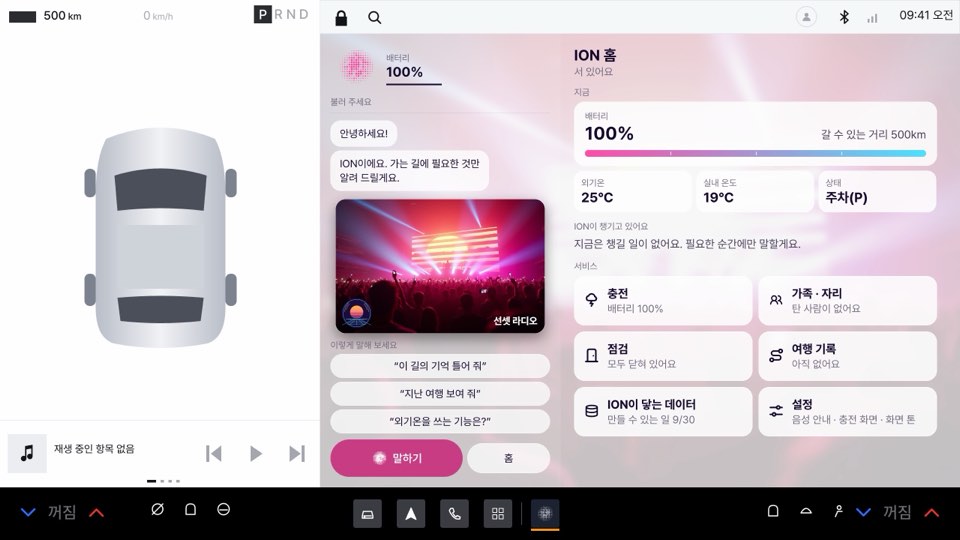 500 km
0 km/h
P R N D
09:41 오전
배터리
100%
불러 주세요
안녕하세요!
ION이에요. 가는 길에 필요한 것만
알려 드릴게요.
선셋 라디오
이렇게 말해 보세요
“이 길의 기억 틀어 줘”
“지난 여행 보여 줘”
“외기온을 쓰는 기능은?”
말하기
홈
ION 홈
서 있어요
지금
배터리
100%
갈 수 있는 거리 500km
외기온
25°C
실내 온도
19°C
상태
주차(P)
ION이 챙기고 있어요
지금은 챙길 일이 없어요. 필요한 순간에만 말할게요.
서비스
충전
배터리 100%
가족 · 자리
탄 사람이 없어요
점검
모두 닫혀 있어요
여행 기록
아직 없어요
ION이 닿는 데이터
만들 수 있는 일 9/30
설정
음성 안내 · 충전 화면 · 화면 톤
재생 중인 항목 없음
꺼짐
꺼짐